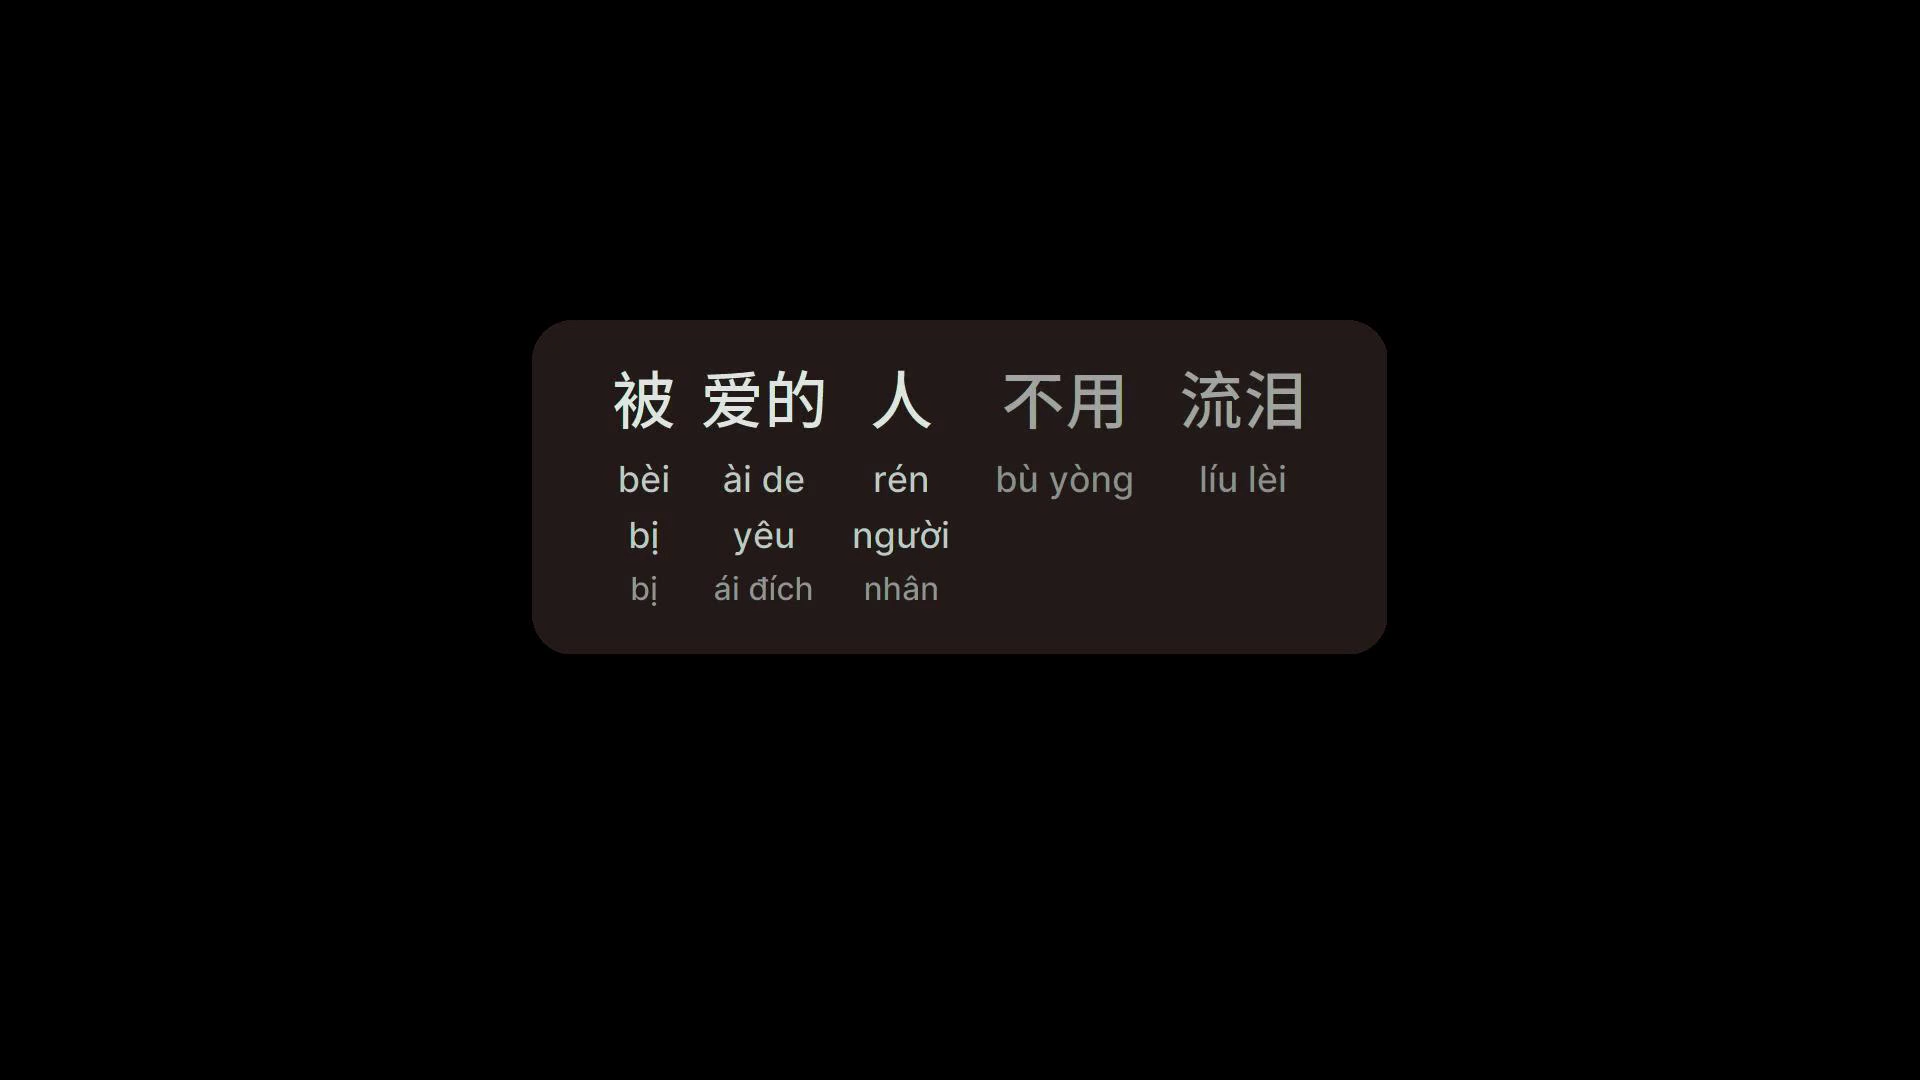 被 爱的 人 不用 流泪
bèi ài de rén bù yòng líu lèi
bị yêu người
bị ái đích nhân